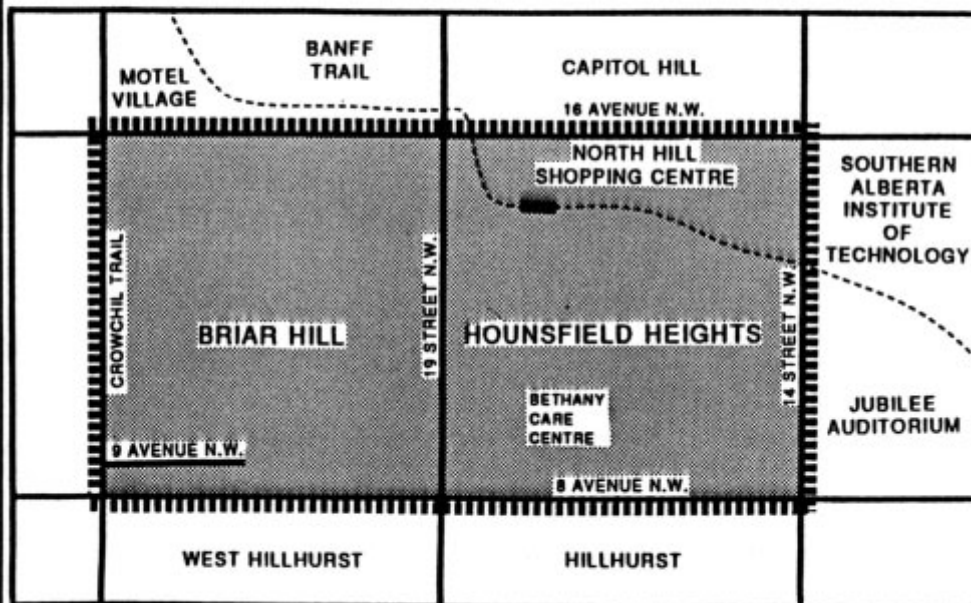 BANFF
TRAIL
MOTEL
VILLAGE
CAPITOL HILL
16 AVENUE N.W.
NORTH HILL
SHOPPING CENTRE
SOUTHERN
ALBERTA
INSTITUTE
OF
TECHNOLOGY
CROWCHIL TRAIL
BRIAR HILL
19 STREET N.W.
HOUNSFIELD HEIGHTS
14 STREET N.W.
BETHANY
CARE
CENTRE
JUBILEE
AUDITORIUM
9 AVENUE N.W.
8 AVENUE N.W.
WEST HILLHURST
HILLHURST